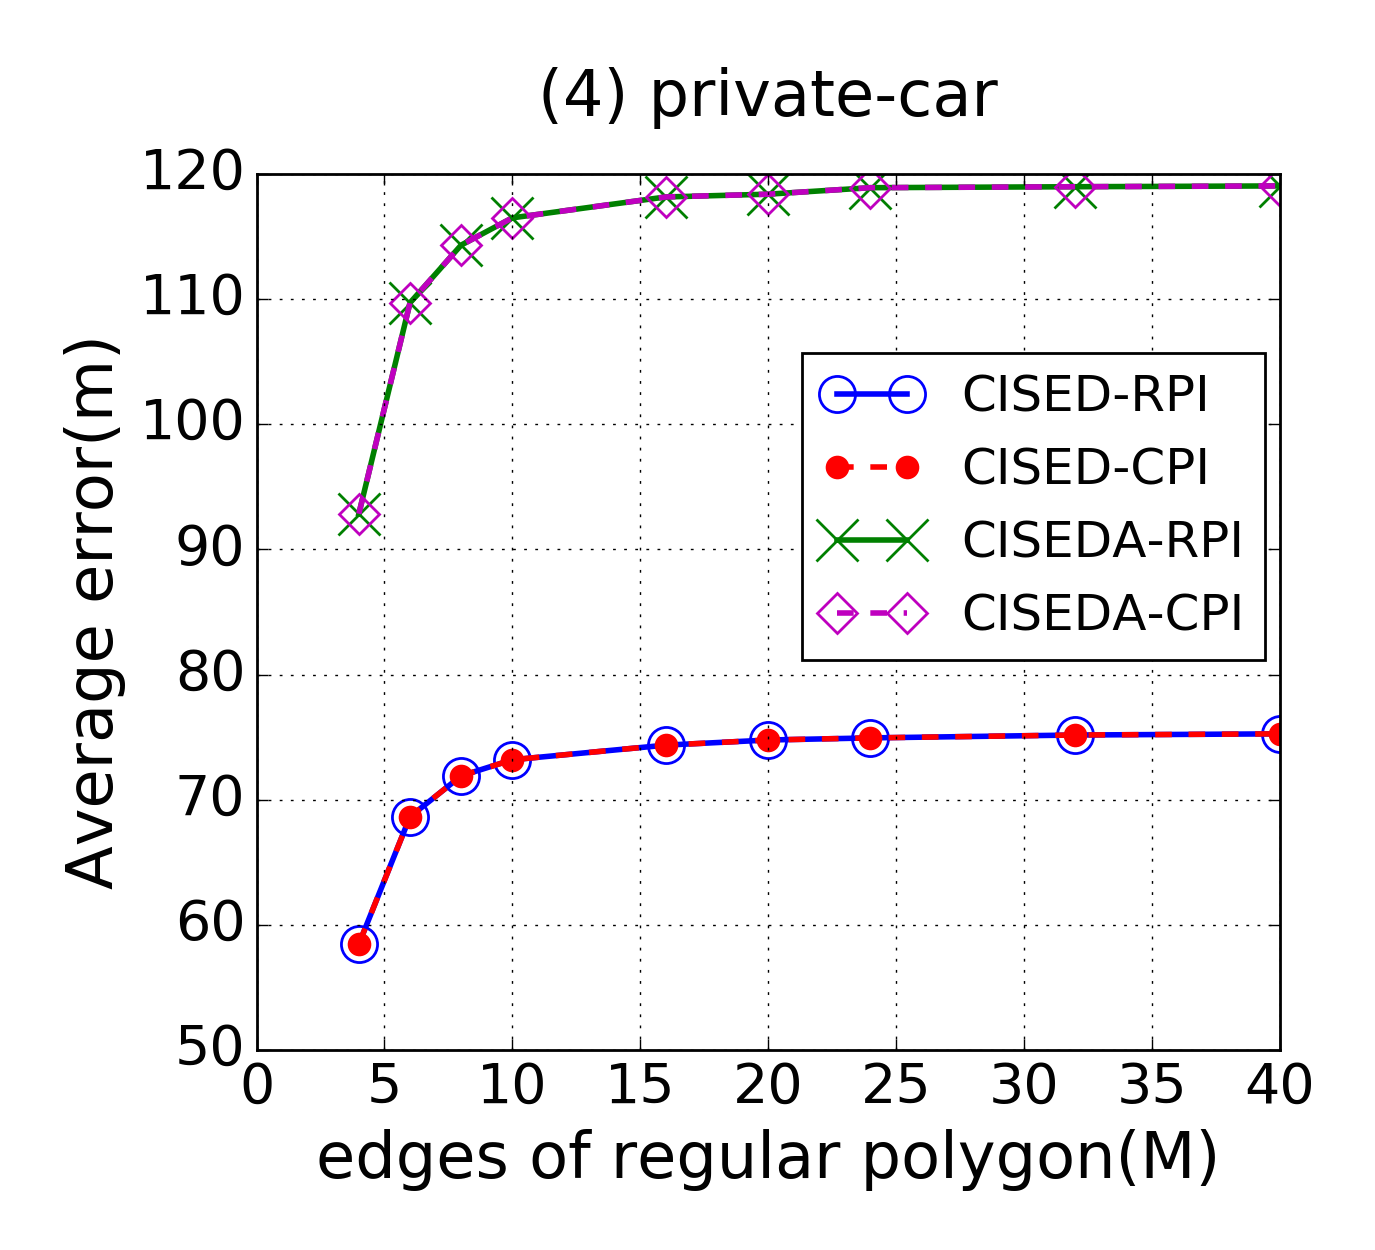 (4) private-car
120
110
100
90
80
70
60
50
Average error(m)
CISED-RPI
CISED-CPI
CISEDA-RPI
CISEDA-CPI
0 5 10 15 20 25 30 35 40
edges of regular polygon(M)